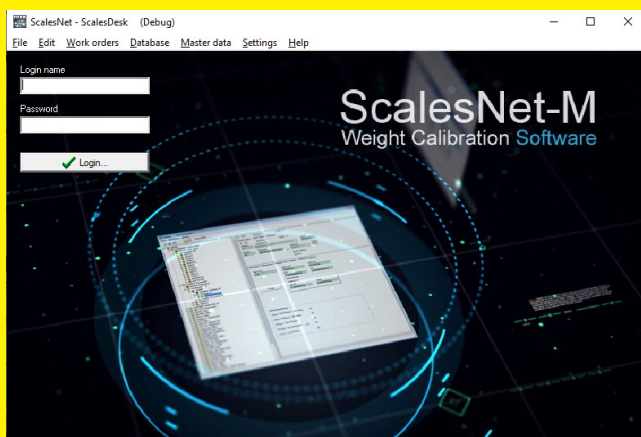 ScalesNet - ScalesDesk (Debug)
File Edit Work orders Database Master data Settings Help
Login name
Password
Login...
ScalesNet-M
Weight Calibration Software